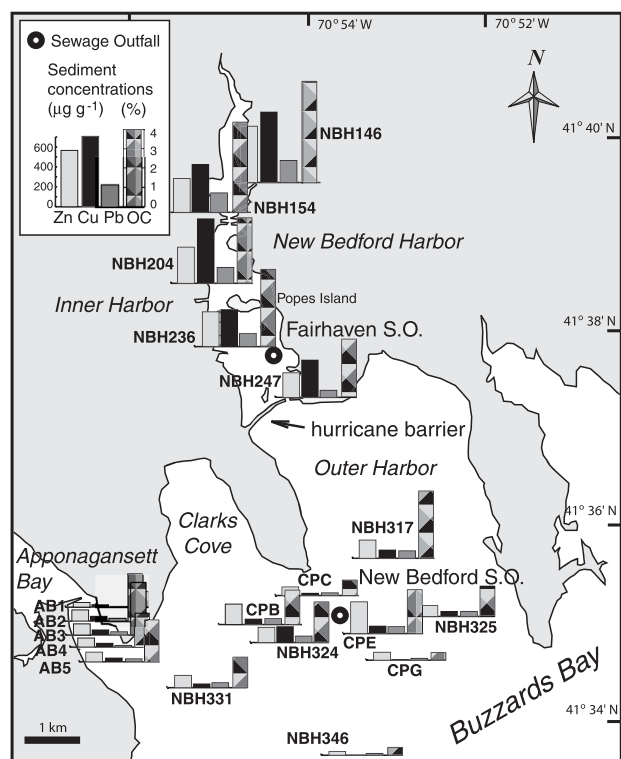 70° 54' W
70° 52' W
Sewage Outfall
Sediment
concentrations
(µg g-1) (%)
600
400
200
0
4
3
2
1
0
Zn Cu Pb OC
N
41° 40' N
NBH146
NBH154
New Bedford Harbor
NBH204
Inner Harbor
Popes Island
41° 38' N
NBH236
Fairhaven S.O.
NBH247
hurricane barrier
Outer Harbor
Clarks
Cove
41° 36' N
NBH317
Apponagansett
Bay
CPC
New Bedford S.O.
AB1
AB2
AB3
AB4
AB5
CPB
NBH325
NBH324
CPE
CPG
NBH331
Buzzards Bay
41° 34' N
1 km
NBH346